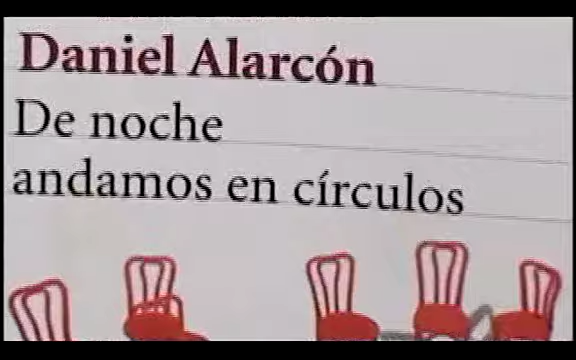 Daniel Alarcón
De noche
andamos en círculos